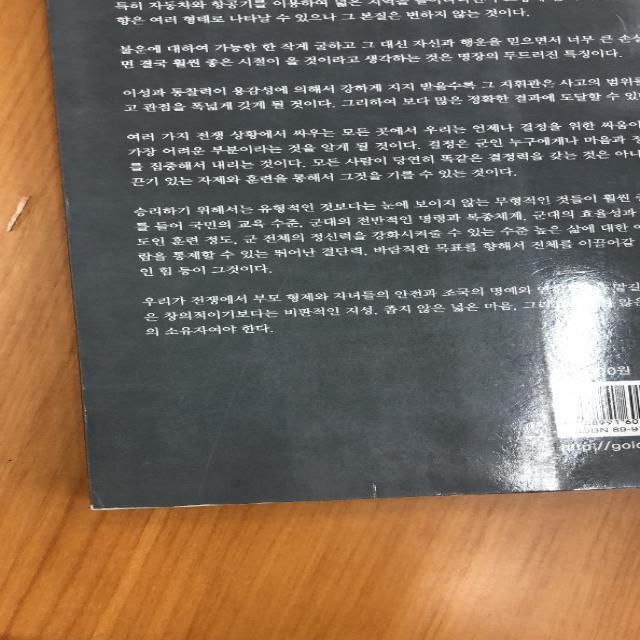 특히 자동차와 항공기를 이용하여 넓은 지역을
향은 여러 형태로 나타날 수 있으나 그 본질은 변하지 않는 것이다.
불운에 대하여 가능한 한 작게 굴하고 그 대신 자신과 행운을 믿으면서 너무 큰 손실
면 결국 훨씬 좋은 시절이 올 것이라고 생각하는 것은 명장의 두드러진 특징이다.
이성과 통찰력이 용감성에 의해서 강하게 지지 받을수록 그 지휘관은 사고의 범위를
고 관점을 폭넓게 갖게 될 것이다. 그리하여 보다 많은 정확한 결과에 도달할 수 있
여러 가지 전쟁 상황에서 싸우는 모든 곳에서 우리는 언제나 결정을 위한 싸움이
가장 어려운 부분이라는 것을 알게 될 것이다. 결정은 군인 누구에게나 마음과 정
를 집중해서 내리는 것이다. 모든 사람이 당연히 똑같은 결정력을 갖는 것은 아니
끈기 있는 자제와 훈련을 통해서 그것을 기를 수 있는 것이다.
승리하기 위해서는 유형적인 것보다는 눈에 보이지 않는 무형적인 것들이 훨씬
를 들어 국민의 교육 수준, 군대의 전반적인 명령과 복종체계, 군대의 효율성과
도인 훈련 정도, 군 전체의 정신력을 강화시켜줄 수 있는 수준 높은 삶에 대한
람을 통제할 수 있는 뛰어난 결단력, 바람직한 목표를 향해서 전체를 이끌어갈
인 힘 등이 그것이다.
우리가 전쟁에서 부모 형제와 자녀들의 안전과 조국의 명예와
은 창의적이기보다는 비판적인 지성, 좁지 않은 넓은 마음,
의 소유자여야 한다.
00원
ISBN 89-9
http://gold